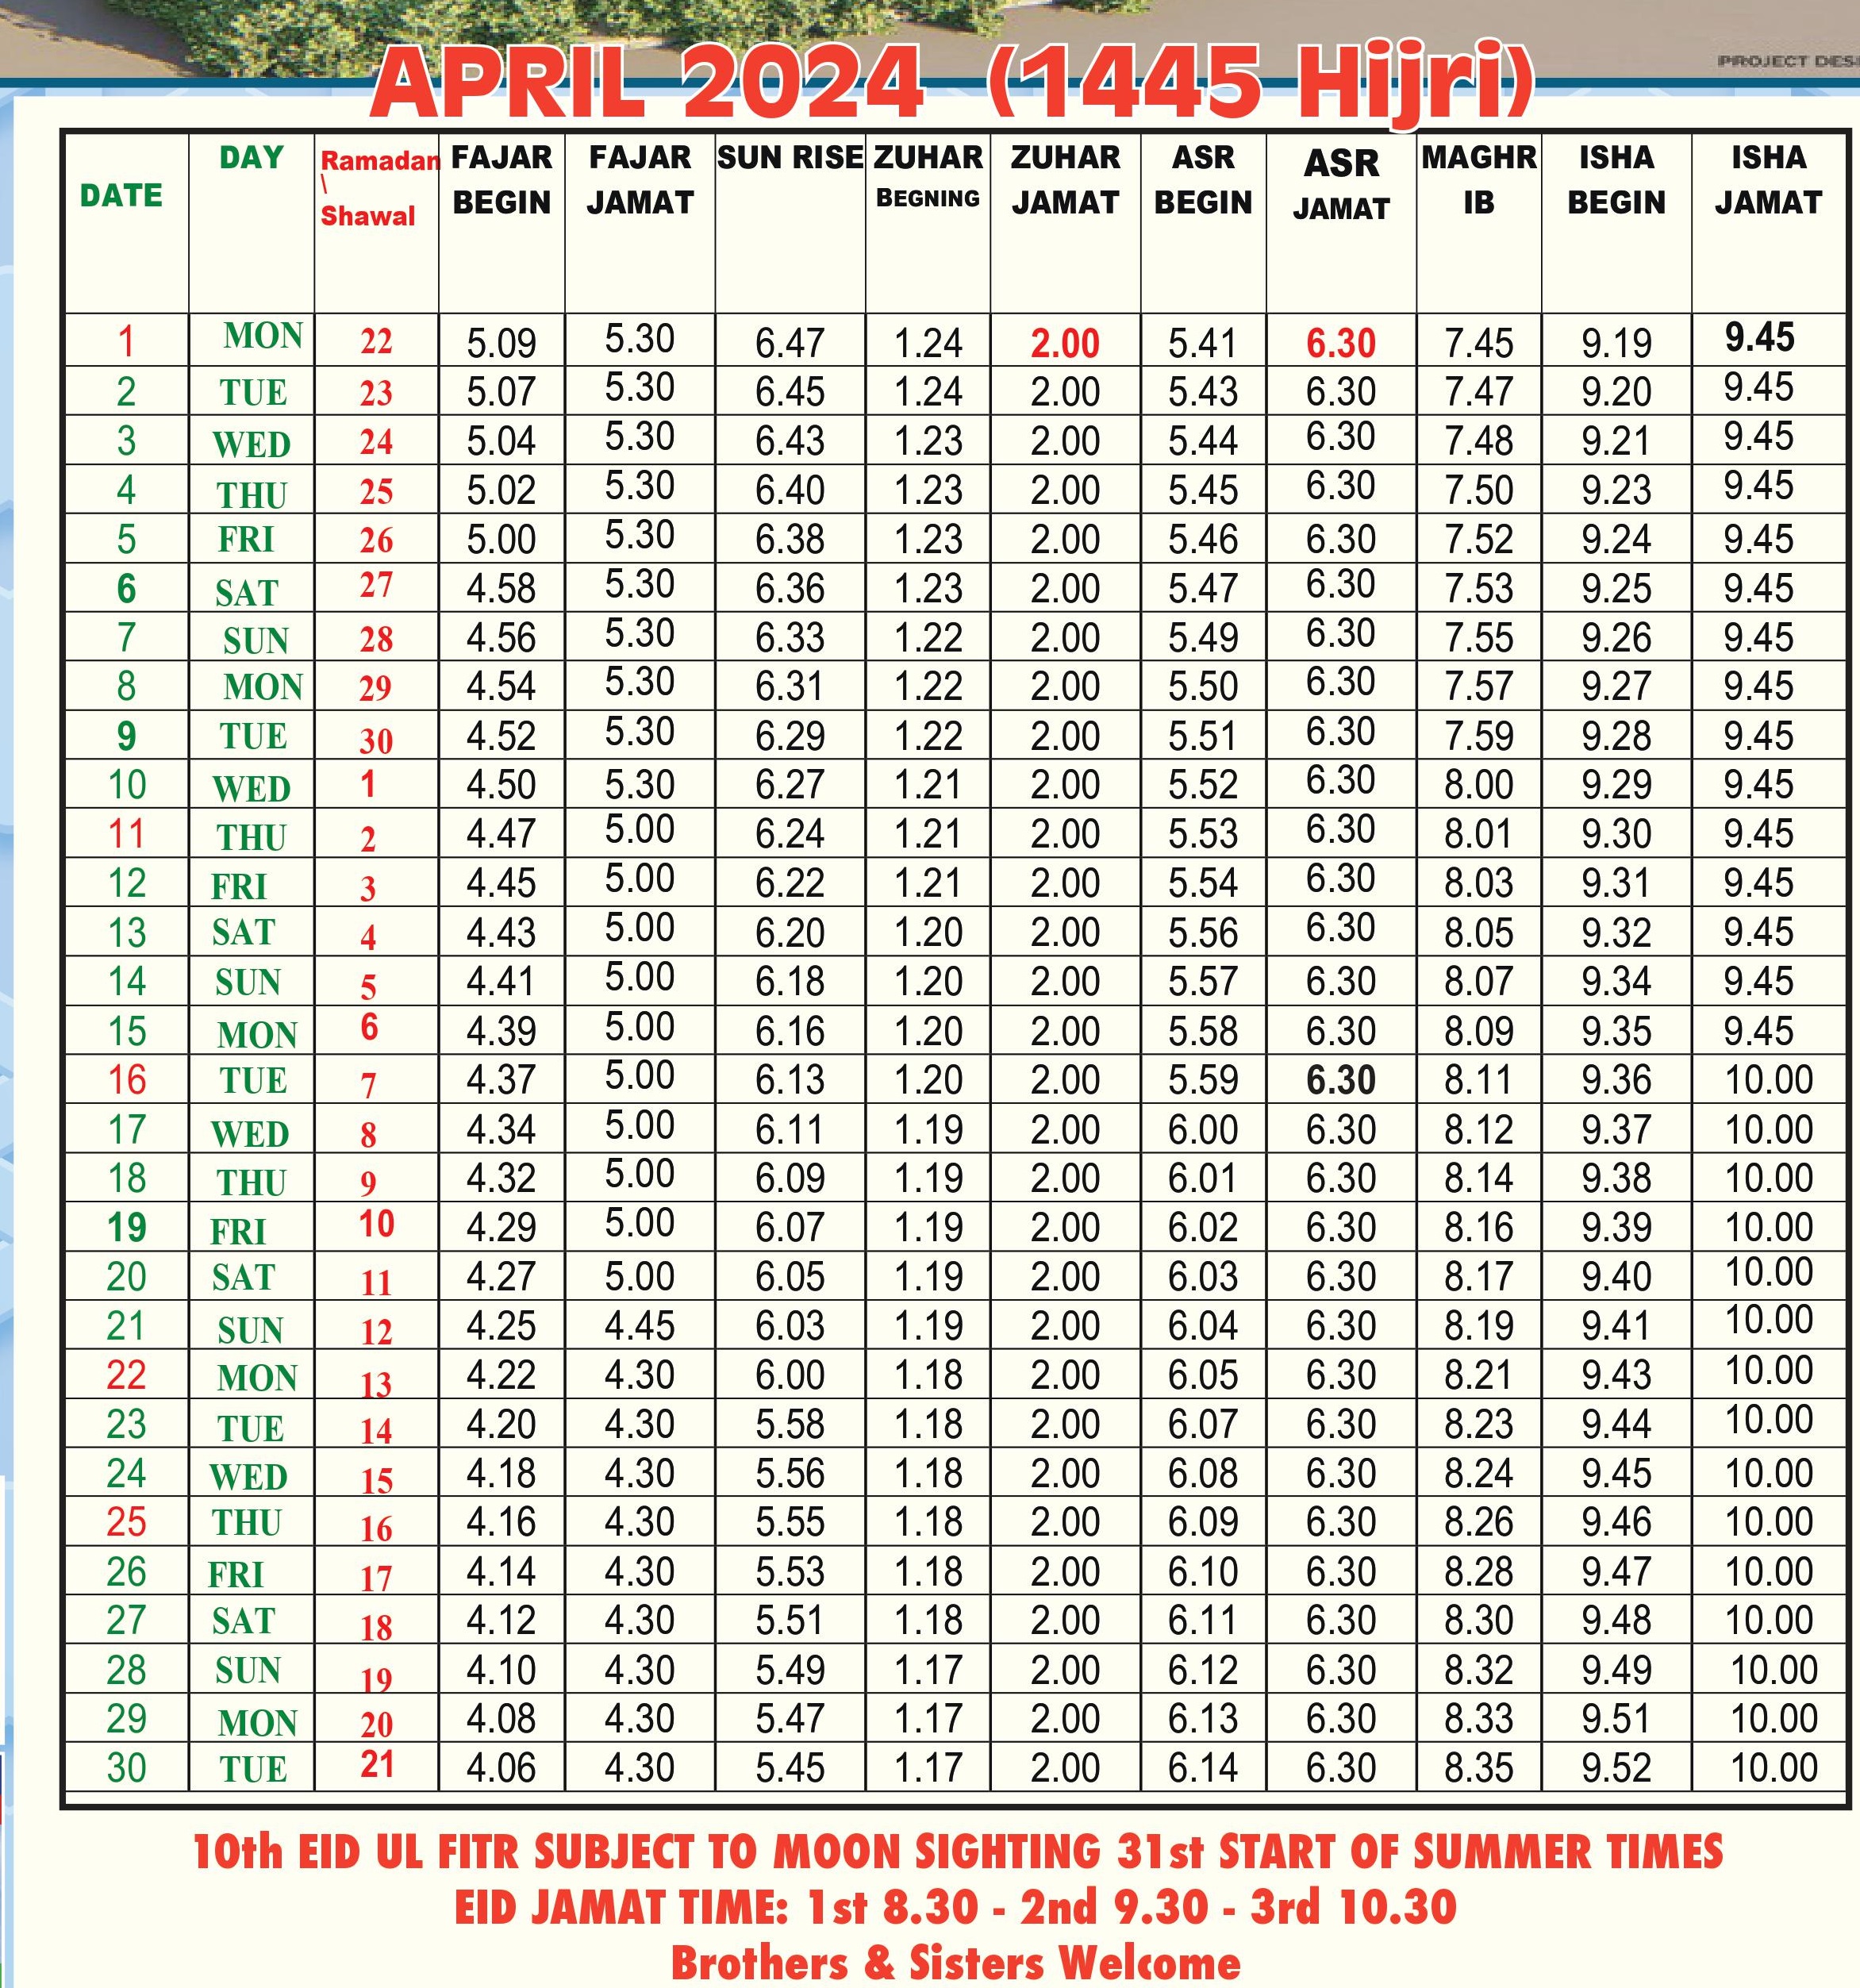 PROJECT DES
APRIL 2024 (1445 Hijri)
DATE DAY Ramadan \ Shawal FAJAR BEGIN FAJAR JAMAT SUN RISE ZUHAR BEGNING ZUHAR JAMAT ASR BEGIN ASR JAMAT MAGHR IB ISHA BEGIN ISHA JAMAT
1 MON 22 5.09 5.30 6.47 1.24 2.00 5.41 6.30 7.45 9.19 9.45
2 TUE 23 5.07 5.30 6.45 1.24 2.00 5.43 6.30 7.47 9.20 9.45
3 WED 24 5.04 5.30 6.43 1.23 2.00 5.44 6.30 7.48 9.21 9.45
4 THU 25 5.02 5.30 6.40 1.23 2.00 5.45 6.30 7.50 9.23 9.45
5 FRI 26 5.00 5.30 6.38 1.23 2.00 5.46 6.30 7.52 9.24 9.45
6 SAT 27 4.58 5.30 6.36 1.23 2.00 5.47 6.30 7.53 9.25 9.45
7 SUN 28 4.56 5.30 6.33 1.22 2.00 5.49 6.30 7.55 9.26 9.45
8 MON 29 4.54 5.30 6.31 1.22 2.00 5.50 6.30 7.57 9.27 9.45
9 TUE 30 4.52 5.30 6.29 1.22 2.00 5.51 6.30 7.59 9.28 9.45
10 WED 1 4.50 5.30 6.27 1.21 2.00 5.52 6.30 8.00 9.29 9.45
11 THU 2 4.47 5.00 6.24 1.21 2.00 5.53 6.30 8.01 9.30 9.45
12 FRI 3 4.45 5.00 6.22 1.21 2.00 5.54 6.30 8.03 9.31 9.45
13 SAT 4 4.43 5.00 6.20 1.20 2.00 5.56 6.30 8.05 9.32 9.45
14 SUN 5 4.41 5.00 6.18 1.20 2.00 5.57 6.30 8.07 9.34 9.45
15 MON 6 4.39 5.00 6.16 1.20 2.00 5.58 6.30 8.09 9.35 9.45
16 TUE 7 4.37 5.00 6.13 1.20 2.00 5.59 6.30 8.11 9.36 10.00
17 WED 8 4.34 5.00 6.11 1.19 2.00 6.00 6.30 8.12 9.37 10.00
18 THU 9 4.32 5.00 6.09 1.19 2.00 6.01 6.30 8.14 9.38 10.00
19 FRI 10 4.29 5.00 6.07 1.19 2.00 6.02 6.30 8.16 9.39 10.00
20 SAT 11 4.27 5.00 6.05 1.19 2.00 6.03 6.30 8.17 9.40 10.00
21 SUN 12 4.25 4.45 6.03 1.19 2.00 6.04 6.30 8.19 9.41 10.00
22 MON 13 4.22 4.30 6.00 1.18 2.00 6.05 6.30 8.21 9.43 10.00
23 TUE 14 4.20 4.30 5.58 1.18 2.00 6.07 6.30 8.23 9.44 10.00
24 WED 15 4.18 4.30 5.56 1.18 2.00 6.08 6.30 8.24 9.45 10.00
25 THU 16 4.16 4.30 5.55 1.18 2.00 6.09 6.30 8.26 9.46 10.00
26 FRI 17 4.14 4.30 5.53 1.18 2.00 6.10 6.30 8.28 9.47 10.00
27 SAT 18 4.12 4.30 5.51 1.18 2.00 6.11 6.30 8.30 9.48 10.00
28 SUN 19 4.10 4.30 5.49 1.17 2.00 6.12 6.30 8.32 9.49 10.00
29 MON 20 4.08 4.30 5.47 1.17 2.00 6.13 6.30 8.33 9.51 10.00
30 TUE 21 4.06 4.30 5.45 1.17 2.00 6.14 6.30 8.35 9.52 10.00
10th EID UL FITR SUBJECT TO MOON SIGHTING 31st START OF SUMMER TIMES
EID JAMAT TIME: 1st 8.30 - 2nd 9.30 - 3rd 10.30
Brothers & Sisters Welcome